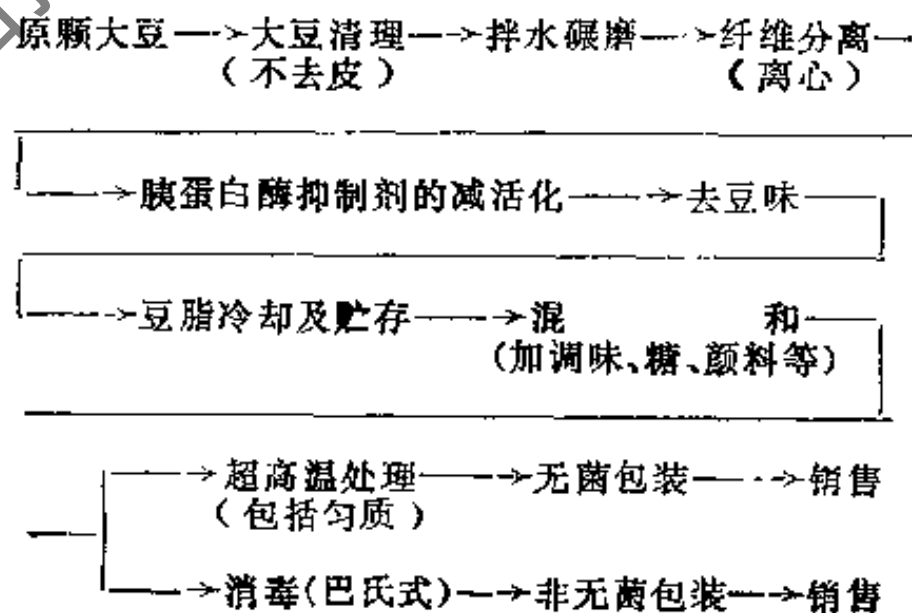 原颗大豆→大豆清理→拌水碾磨→纤维分离
(不去皮) (离心)
→胰蛋白酶抑制剂的减活化→去豆味
→豆脂冷却及贮存→混 和
(加调味、糖、颜料等)
→超高温处理→无菌包装→销售
(包括匀质)
→消毒(巴氏式)→非无菌包装→销售